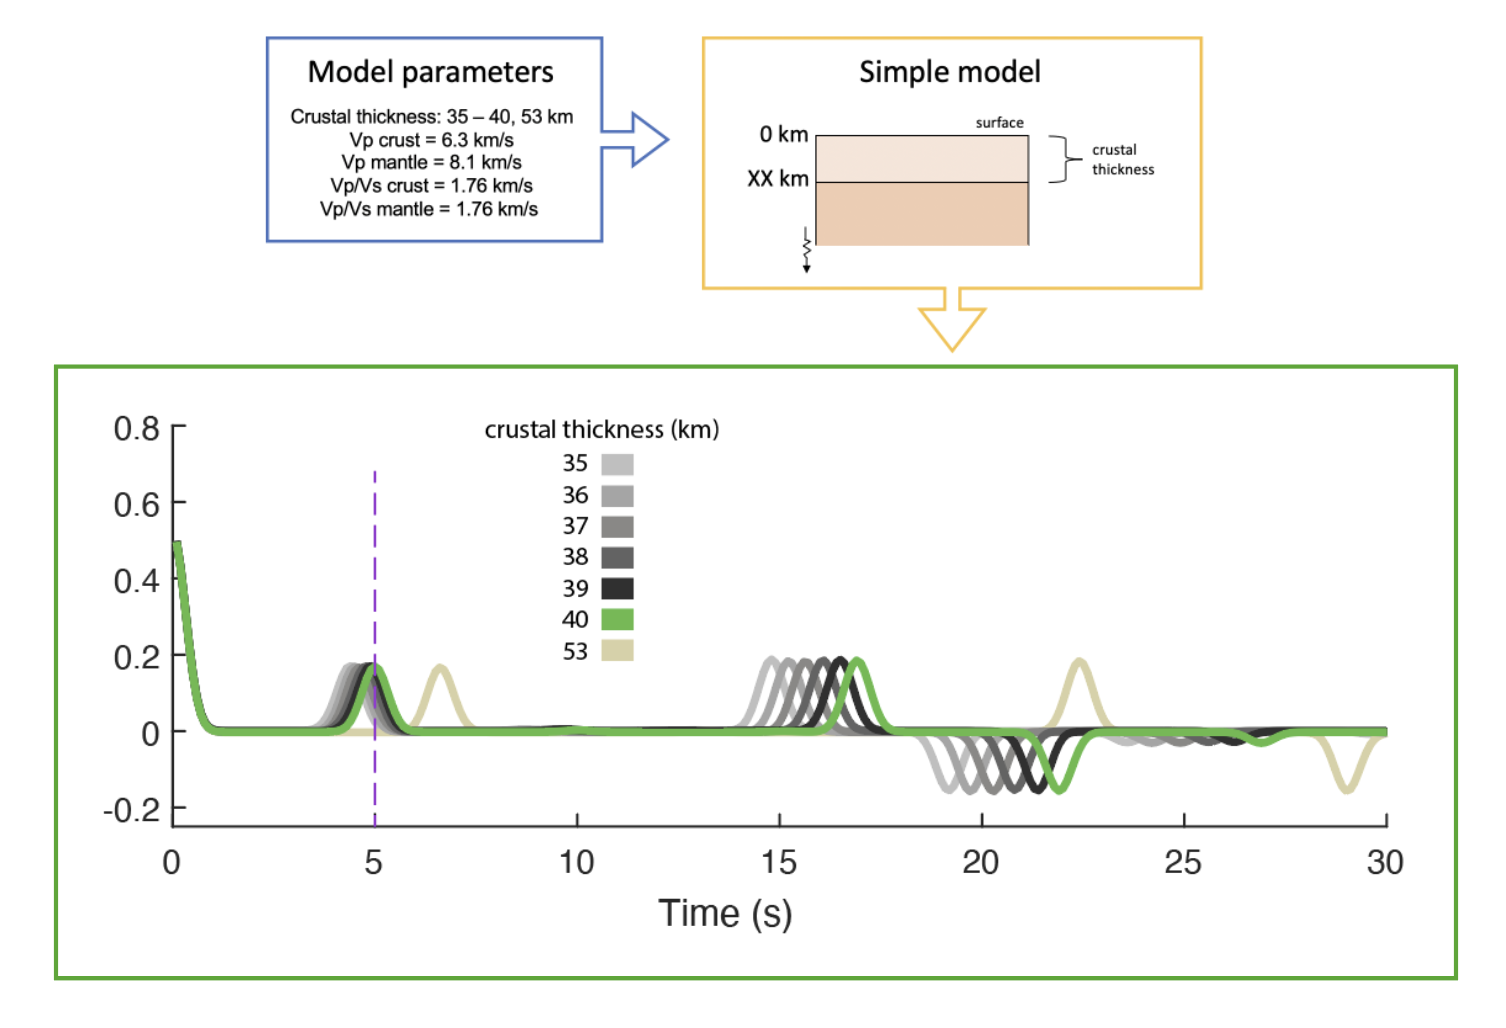 Model parameters
Crustal thickness: 35 – 40, 53 km
Vp crust = 6.3 km/s
Vp mantle = 8.1 km/s
Vp/Vs crust = 1.76 km/s
Vp/Vs mantle = 1.76 km/s
Simple model
surface
0 km
XX km
crustal
thickness
crustal thickness (km)
35
36
37
38
39
40
53
0.8
0.6
0.4
0.2
0
-0.2
0 5 10 15 20 25 30
Time (s)